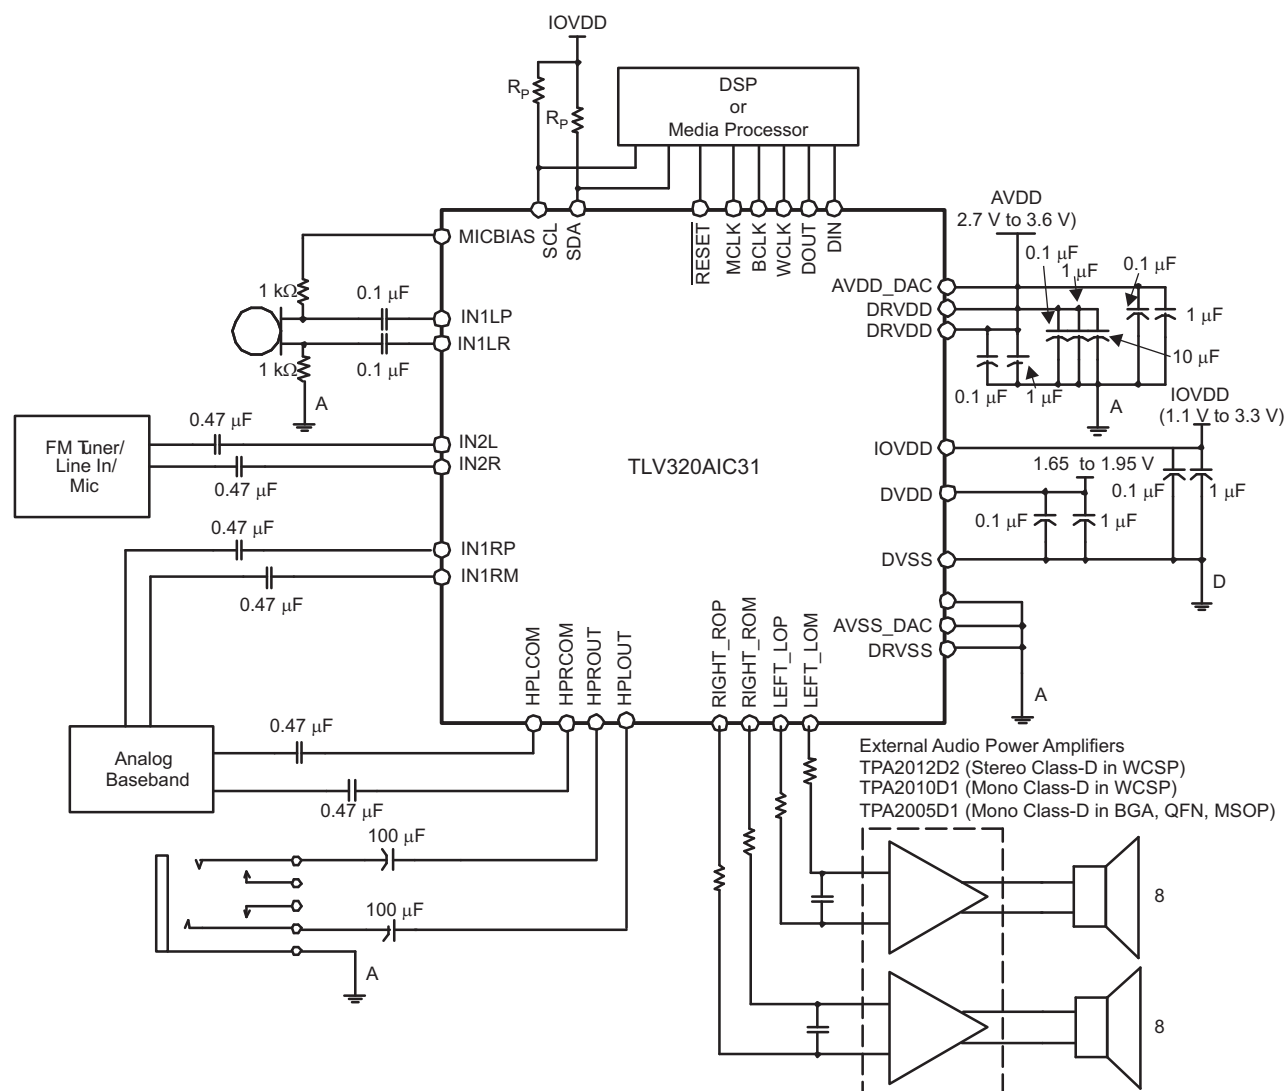 IOVDD
R_P
R_P
DSP
or
Media Processor
AVDD
2.7 V to 3.6 V)
MICBIAS
SCL
SDA
RESET
MCLK
BCLK
WCLK
DOUT
DIN
0.1 μF
1 μF
0.1 μF
AVDD_DAC
DRVDD
DRVDD
1 μF
10 μF
0.1 μF
1 μF
A
1 kΩ
0.1 μF
IN1LP
IN1LR
1 kΩ
0.1 μF
A
IOVDD
(1.1 V to 3.3 V)
0.47 μF
FM Tuner/
Line In/
Mic
IN2L
IN2R
0.47 μF
TLV320AIC31
IOVDD
1.65 to 1.95 V
0.1 μF
1 μF
DVDD
0.1 μF
1 μF
0.47 μF
IN1RP
IN1RM
0.47 μF
DVSS
D
AVSS_DAC
DRVSS
A
HPLCOM
HPRCOM
HPROUT
HPLOUT
RIGHT_ROP
RIGHT_ROM
LEFT_LOP
LEFT_LOM
0.47 μF
Analog
Baseband
0.47 μF
External Audio Power Amplifiers
TPA2012D2 (Stereo Class-D in WCSP)
TPA2010D1 (Mono Class-D in WCSP)
TPA2005D1 (Mono Class-D in BGA, QFN, MSOP)
100 μF
100 μF
A
8
8